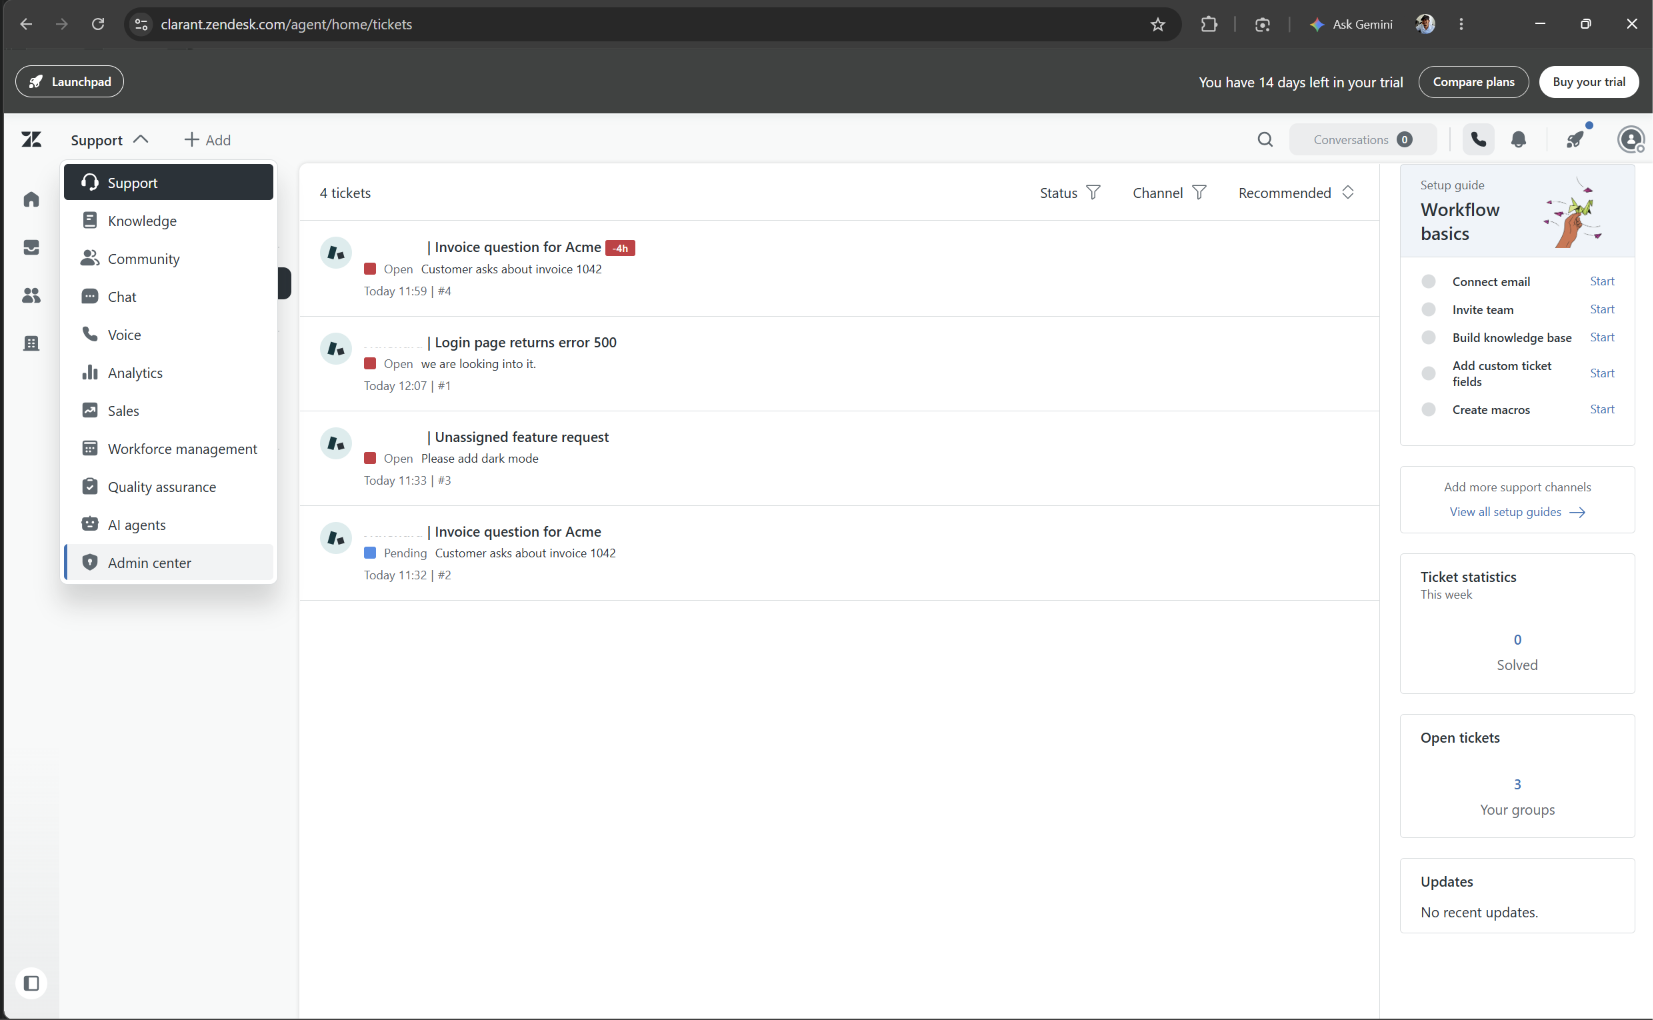 clarant.zendesk.com/agent/home/tickets
Ask Gemini
Launchpad
You have 14 days left in your trial
Compare plans
Buy your trial
Support
Add
Conversations 0
Support
Knowledge
Community
Chat
Voice
Analytics
Sales
Workforce management
Quality assurance
AI agents
Admin center
4 tickets
Status
Channel
Recommended
| Invoice question for Acme -4h
Open Customer asks about invoice 1042
Today 11:59 | #4
| Login page returns error 500
Open we are looking into it.
Today 12:07 | #1
| Unassigned feature request
Open Please add dark mode
Today 11:33 | #3
| Invoice question for Acme
Pending Customer asks about invoice 1042
Today 11:32 | #2
Setup guide
Workflow
basics
Connect email Start
Invite team Start
Build knowledge base Start
Add custom ticket
fields Start
Create macros Start
Add more support channels
View all setup guides →
Ticket statistics
This week
0
Solved
Open tickets
3
Your groups
Updates
No recent updates.